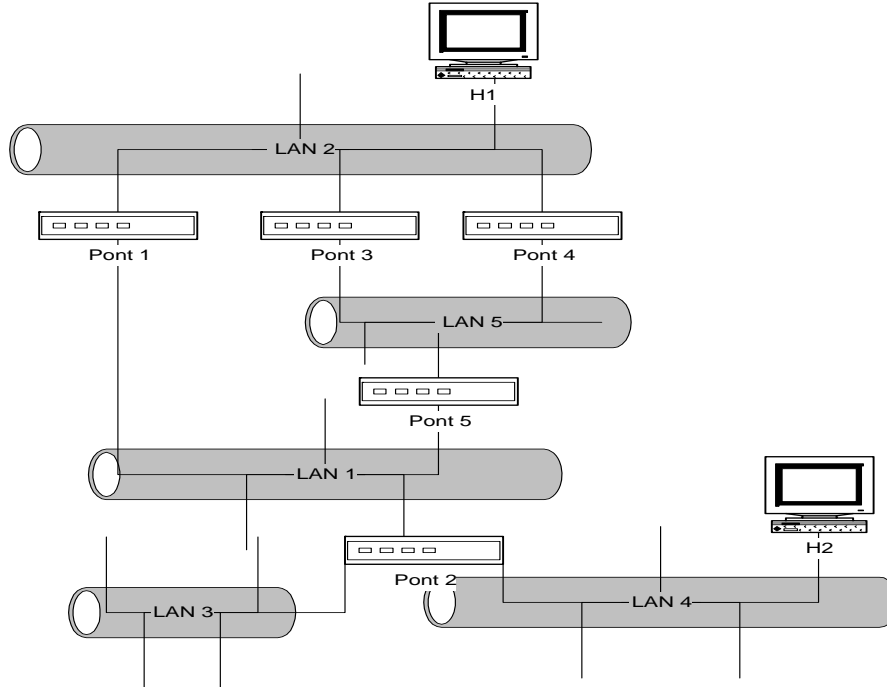 H1
LAN 2
Pont 1
Pont 3
Pont 4
LAN 5
Pont 5
LAN 1
H2
Pont 2
LAN 3
LAN 4